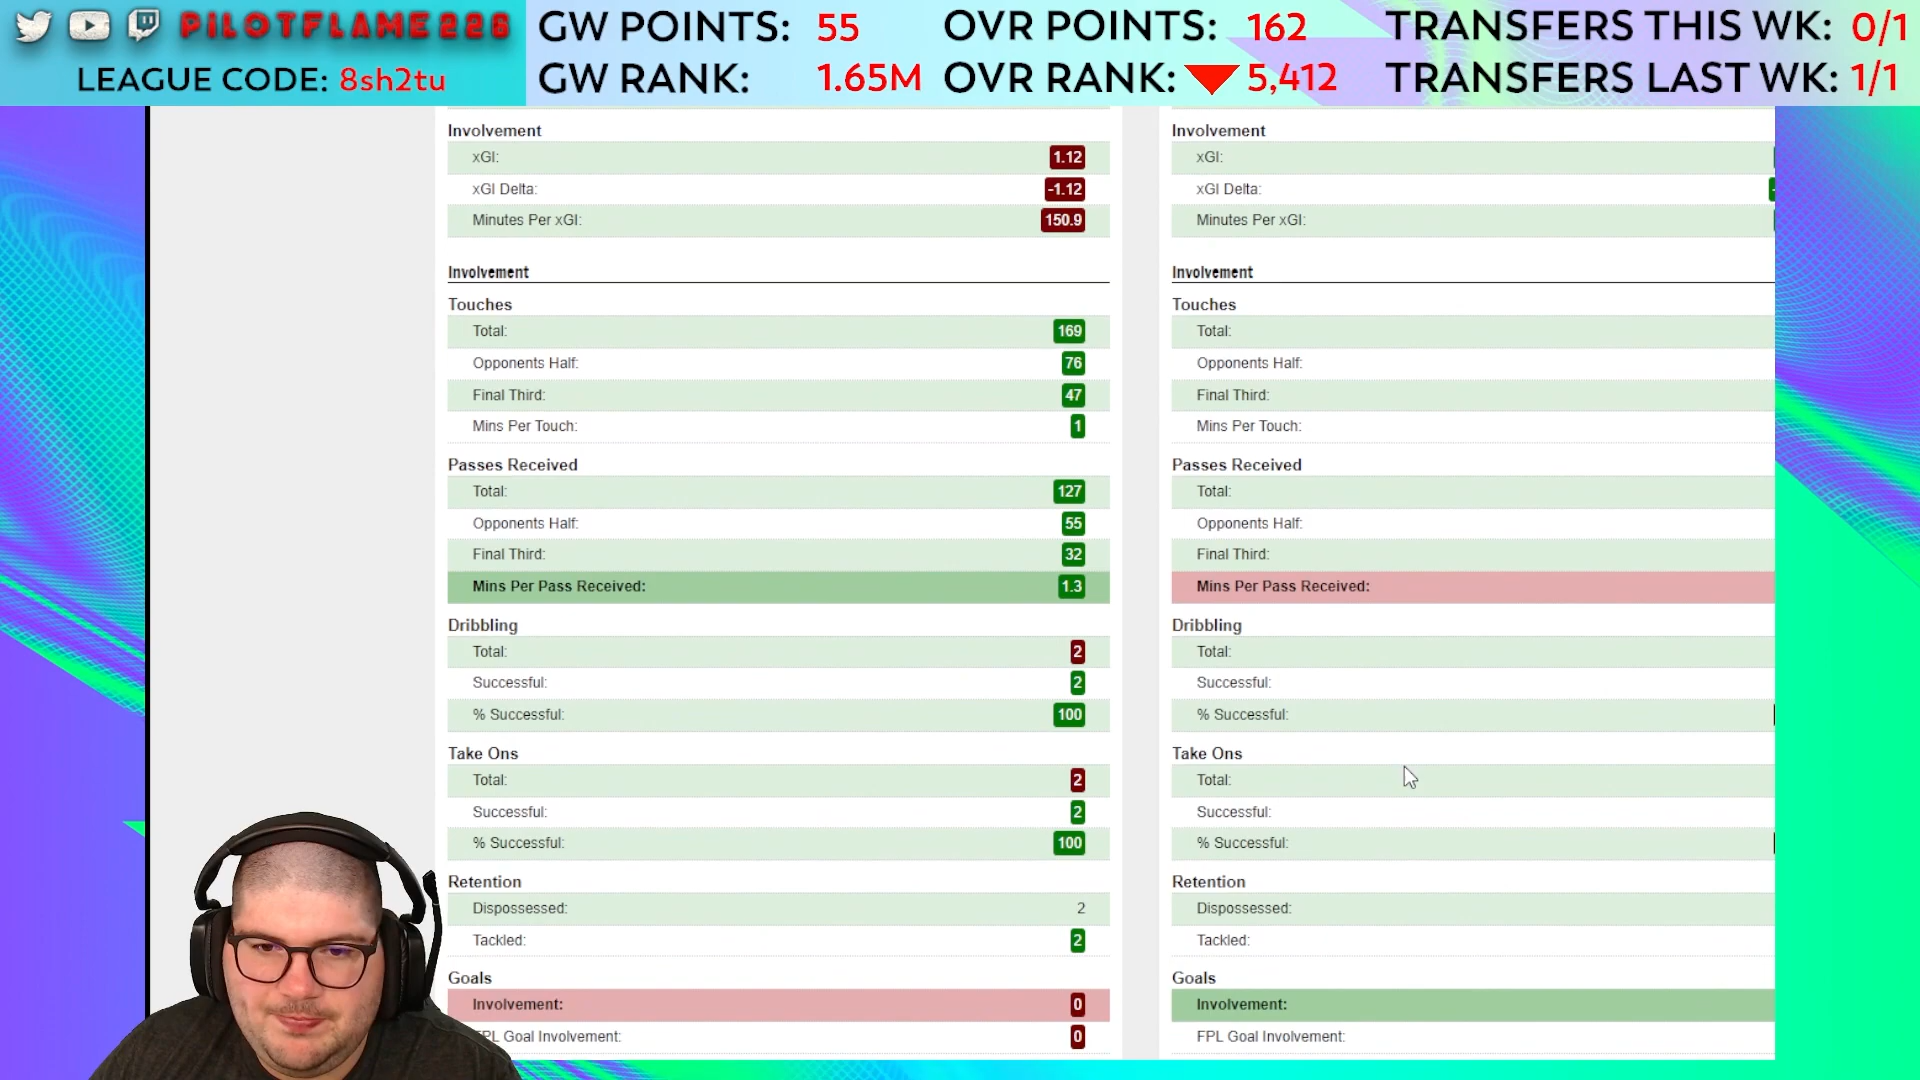 PILOTFLAME226
LEAGUE CODE: 8sh2tu
GW POINTS: 55
OVR POINTS: 162
TRANSFERS THIS WK: 0/1
GW RANK: 1.65M
OVR RANK: 5,412
TRANSFERS LAST WK: 1/1
Involvement
xGI: 1.12
xGI Delta: -1.12
Minutes Per xGI: 150.9
Involvement
Touches
Total: 169
Opponents Half: 76
Final Third: 47
Mins Per Touch: 1
Passes Received
Total: 127
Opponents Half: 55
Final Third: 32
Mins Per Pass Received: 1.3
Dribbling
Total: 2
Successful: 2
% Successful: 100
Take Ons
Total: 2
Successful: 2
% Successful: 100
Retention
Dispossessed: 2
Tackled: 2
Goals
Involvement: 0
PL Goal Involvement: 0
Involvement
xGI:
xGI Delta:
Minutes Per xGI:
Involvement
Touches
Total:
Opponents Half:
Final Third:
Mins Per Touch:
Passes Received
Total:
Opponents Half:
Final Third:
Mins Per Pass Received:
Dribbling
Total:
Successful:
% Successful:
Take Ons
Total:
Successful:
% Successful:
Retention
Dispossessed:
Tackled:
Goals
Involvement:
FPL Goal Involvement: